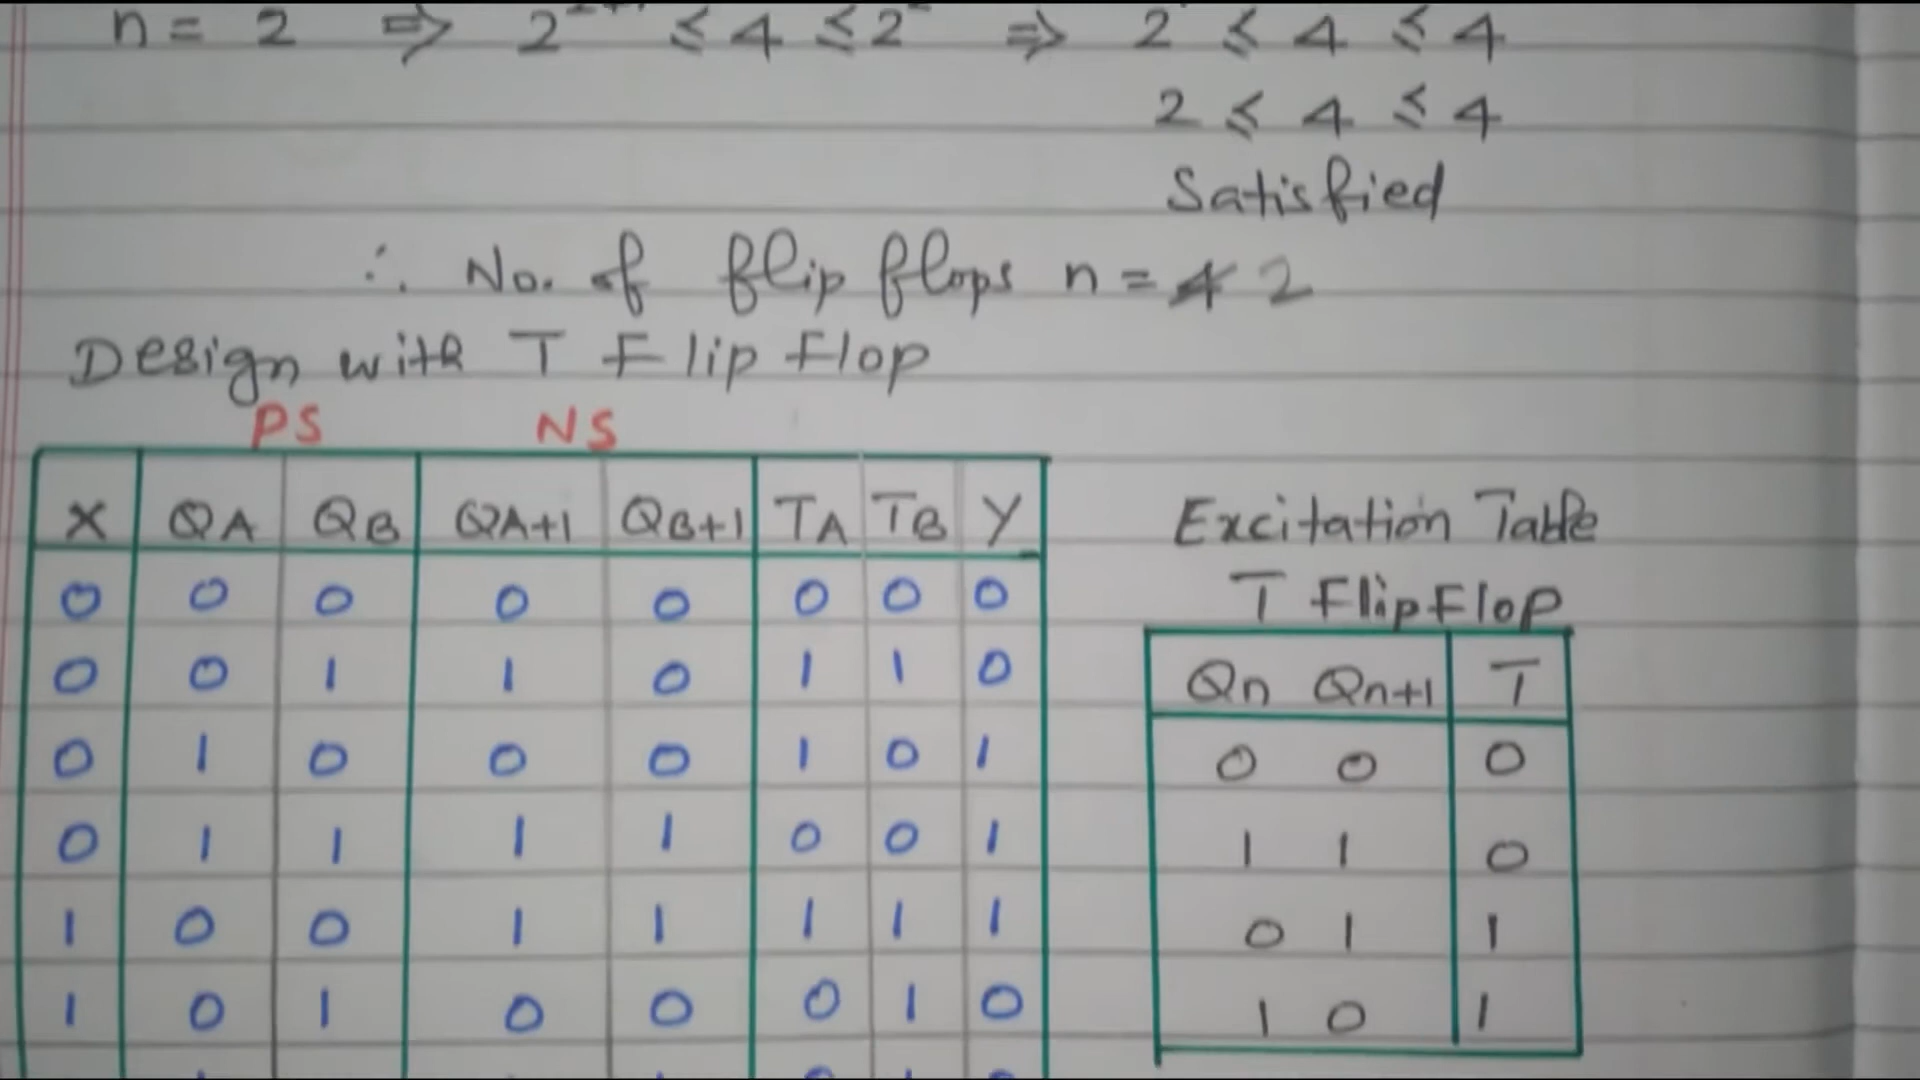 n = 2 ⇒ 2 ≤ 4 ≤ 2 ⇒ 2 ≤ 4 ≤ 4
2 ≤ 4 ≤ 4
Satisfied
∴ No. of flip flops n = 2
Design with T Flip Flop
PS NS
X QA QB QA+1 QB+1 TA TB Y
0 0 0 0 0 0 0 0
0 0 1 1 0 1 1 0
0 1 0 0 0 1 0 1
0 1 1 1 1 0 0 1
1 0 0 1 1 1 1 1
1 0 1 0 0 0 1 0
Excitation Table
T Flip Flop
Qn Qn+1 T
0 0 0
1 1 0
0 1 1
1 0 1